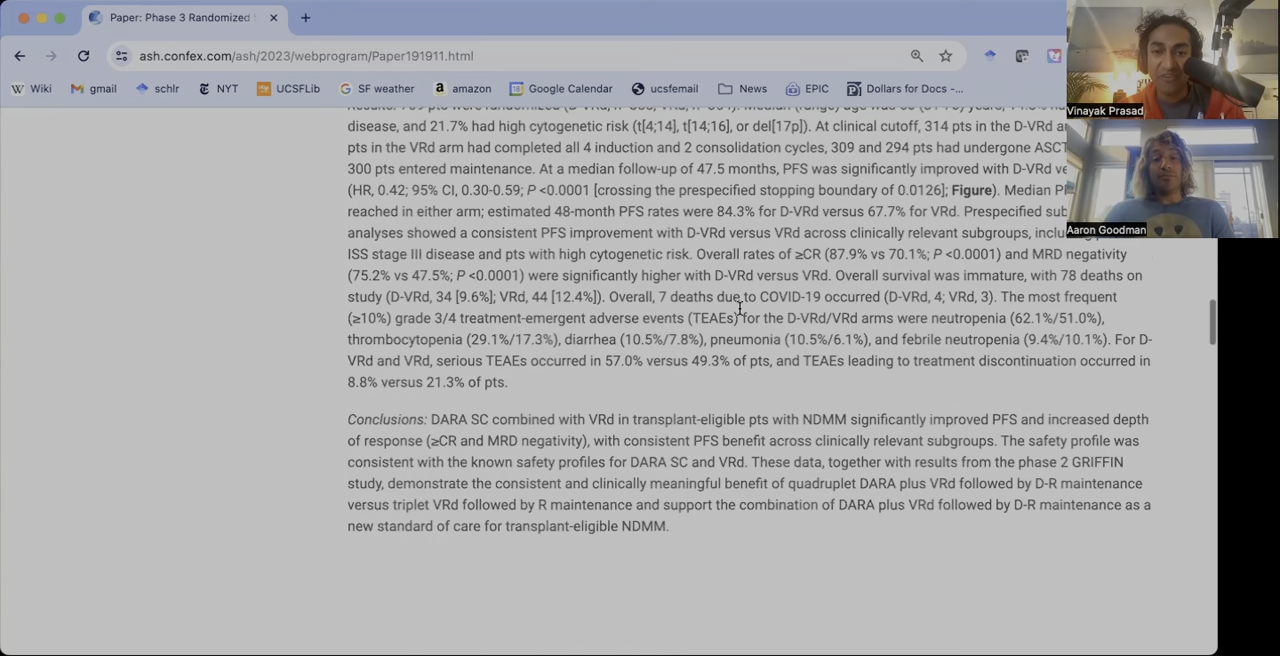 Paper: Phase 3 Randomized
ash.confex.com/ash/2023/webprogram/Paper191911.html
Wiki gmail schlr NYT UCSFLib SF weather amazon Google Calendar ucsfemail News EPIC Dollars for Docs -...
Vinayak Prasad
Aaron Goodman
disease, and 21.7% had high cytogenetic risk (t[4;14], t[14;16], or del[17p]). At clinical cutoff, 314 pts in the D-VRd
pts in the VRd arm had completed all 4 induction and 2 consolidation cycles, 309 and 294 pts had undergone ASCT
300 pts entered maintenance. At a median follow-up of 47.5 months, PFS was significantly improved with D-VRd
(HR, 0.42; 95% CI, 0.30-0.59; P <0.0001 [crossing the prespecified stopping boundary of 0.0126]; Figure). Median
reached in either arm; estimated 48-month PFS rates were 84.3% for D-VRd versus 67.7% for VRd. Prespecified
analyses showed a consistent PFS improvement with D-VRd versus VRd across clinically relevant subgroups,
ISS stage III disease and pts with high cytogenetic risk. Overall rates of ≥CR (87.9% vs 70.1%; P <0.0001) and MRD negativity
(75.2% vs 47.5%; P <0.0001) were significantly higher with D-VRd versus VRd. Overall survival was immature, with 78 deaths on
study (D-VRd, 34 [9.6%]; VRd, 44 [12.4%]). Overall, 7 deaths due to COVID-19 occurred (D-VRd, 4; VRd, 3). The most frequent
(≥10%) grade 3/4 treatment-emergent adverse events (TEAEs) for the D-VRd/VRd arms were neutropenia (62.1%/51.0%),
thrombocytopenia (29.1%/17.3%), diarrhea (10.5%/7.8%), pneumonia (10.5%/6.1%), and febrile neutropenia (9.4%/10.1%). For D-
VRd and VRd, serious TEAEs occurred in 57.0% versus 49.3% of pts, and TEAEs leading to treatment discontinuation occurred in
8.8% versus 21.3% of pts.
Conclusions: DARA SC combined with VRd in transplant-eligible pts with NDMM significantly improved PFS and increased depth
of response (≥CR and MRD negativity), with consistent PFS benefit across clinically relevant subgroups. The safety profile was
consistent with the known safety profiles for DARA SC and VRd. These data, together with results from the phase 2 GRIFFIN
study, demonstrate the consistent and clinically meaningful benefit of quadruplet DARA plus VRd followed by D-R maintenance
versus triplet VRd followed by R maintenance and support the combination of DARA plus VRd followed by D-R maintenance as a
new standard of care for transplant-eligible NDMM.